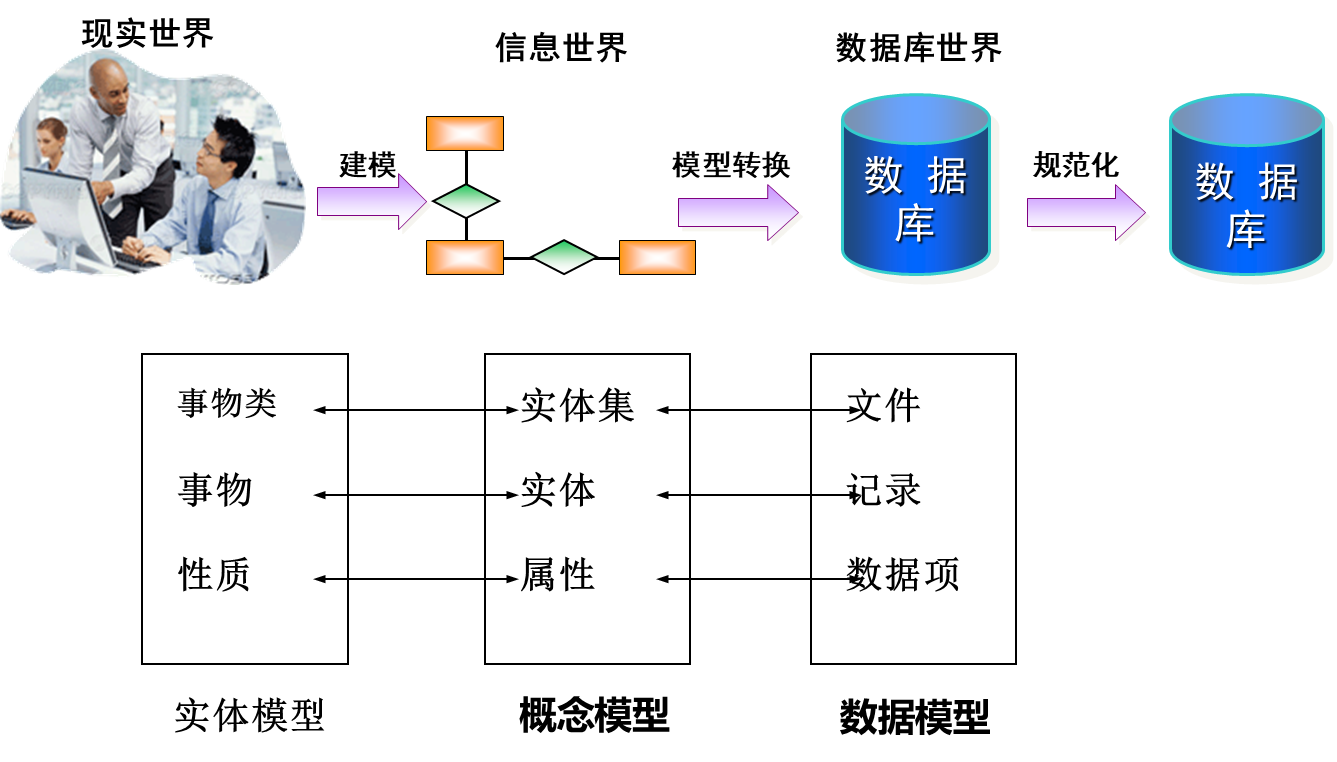 现实世界
信息世界
数据库世界
建模
模型转换
规范化
数 据
库
数 据
库
事物类
实体集
文件
事物
实体
记录
性质
属性
数据项
实体模型
概念模型
数据模型